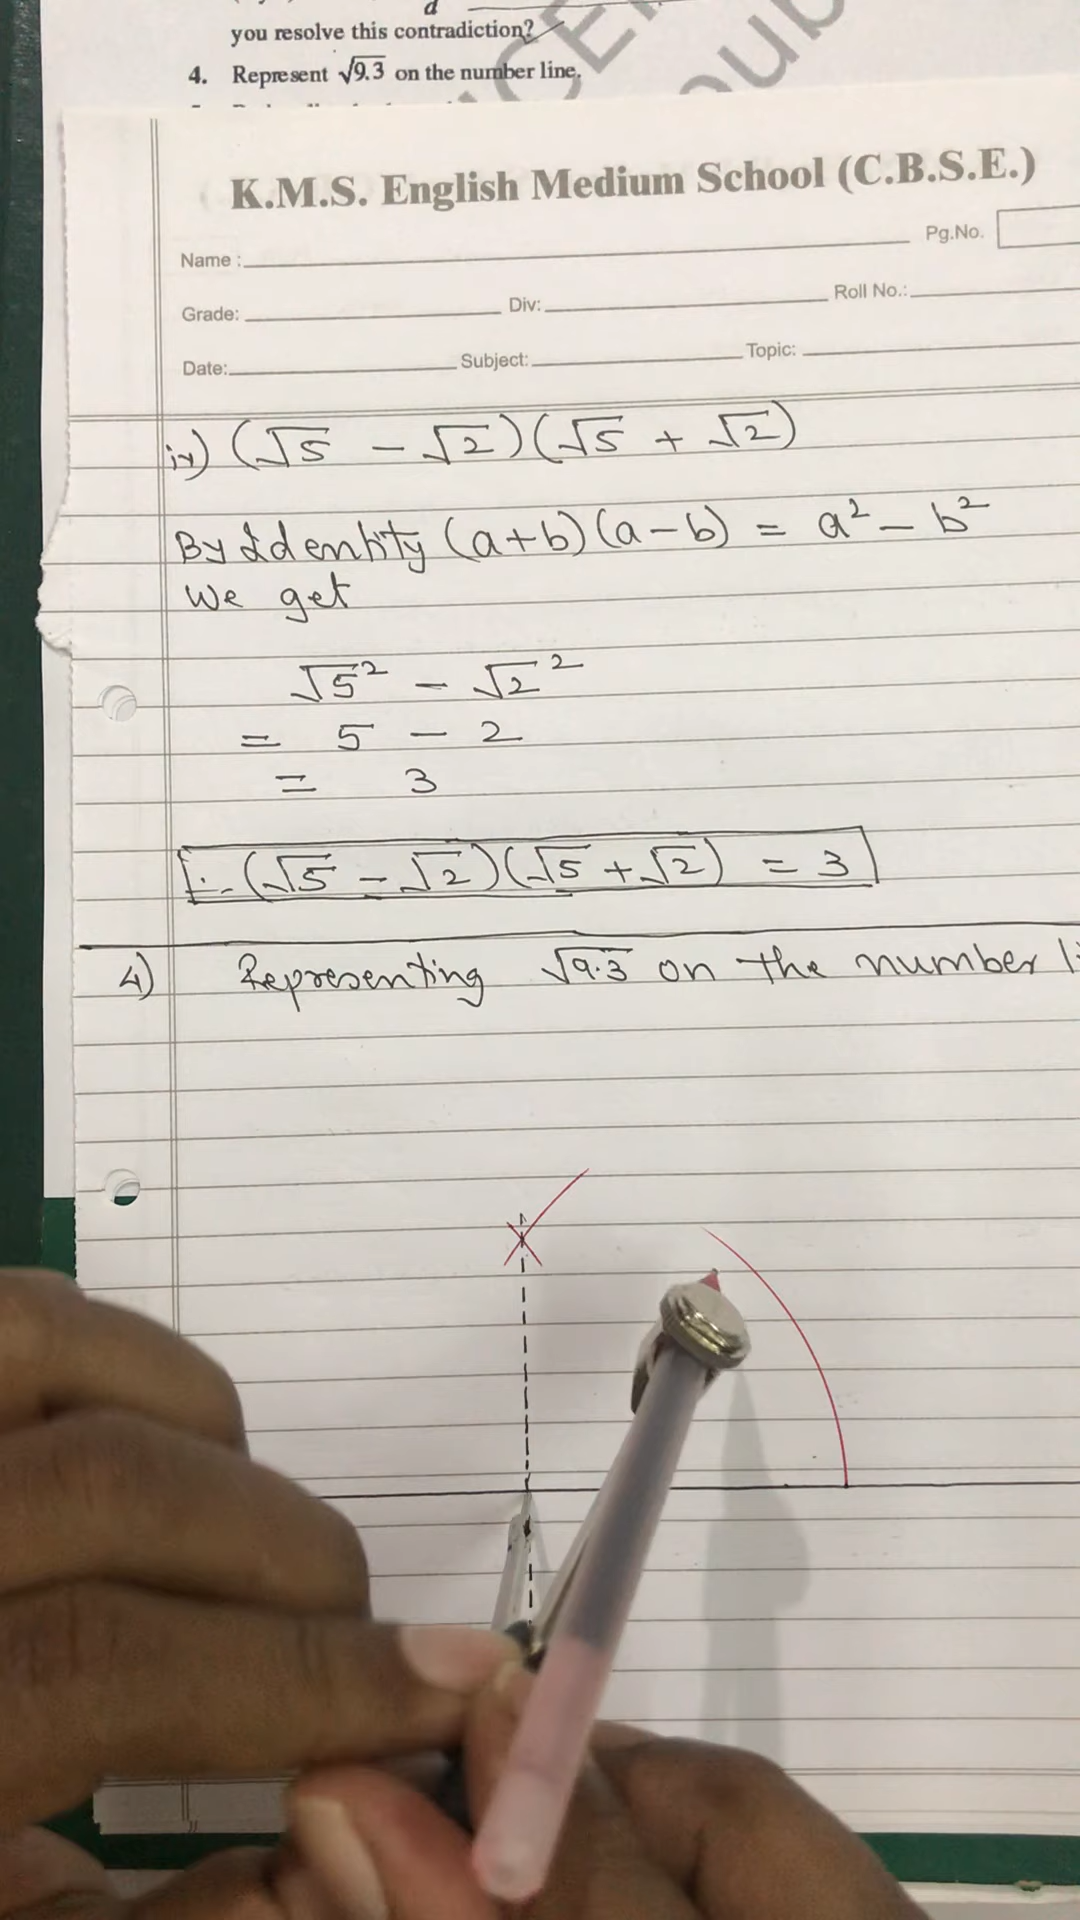 d
you resolve this contradiction?
4. Represent √9.3 on the number line.
K.M.S. English Medium School (C.B.S.E.)
Pg.No.
Name :
Grade: Div: Roll No.:
Date: Subject: Topic:
iv) (√5 - √2)(√5 + √2)
By Identity (a+b)(a-b) = a² - b²
We get
√5² - √2²
= 5 - 2
= 3
∴ (√5 - √2)(√5 + √2) = 3
4) Representing √9.3 on the number